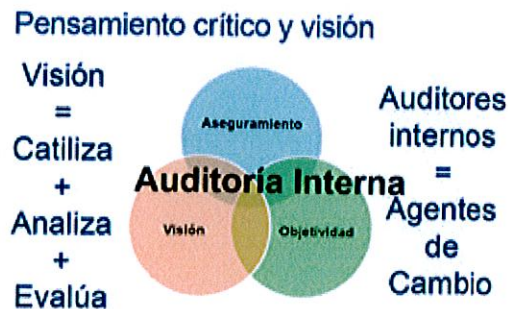 Pensamiento crítico y visión
Visión
=
Catiliza
+
Analiza
+
Evalúa
Aseguramiento
Auditoría Interna
Visión
Objetividad
Auditores
internos
=
Agentes
de
Cambio